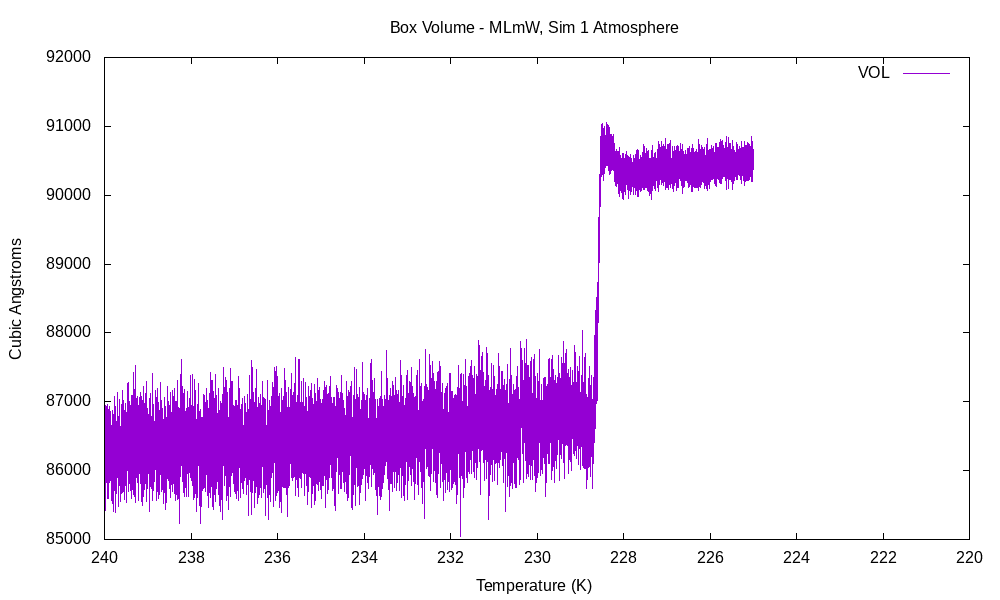 Box Volume - MLmW, Sim 1 Atmosphere
VOL
92000
91000
90000
89000
88000
87000
86000
85000
Cubic Angstroms
240 238 236 234 232 230 228 226 224 222 220
Temperature (K)